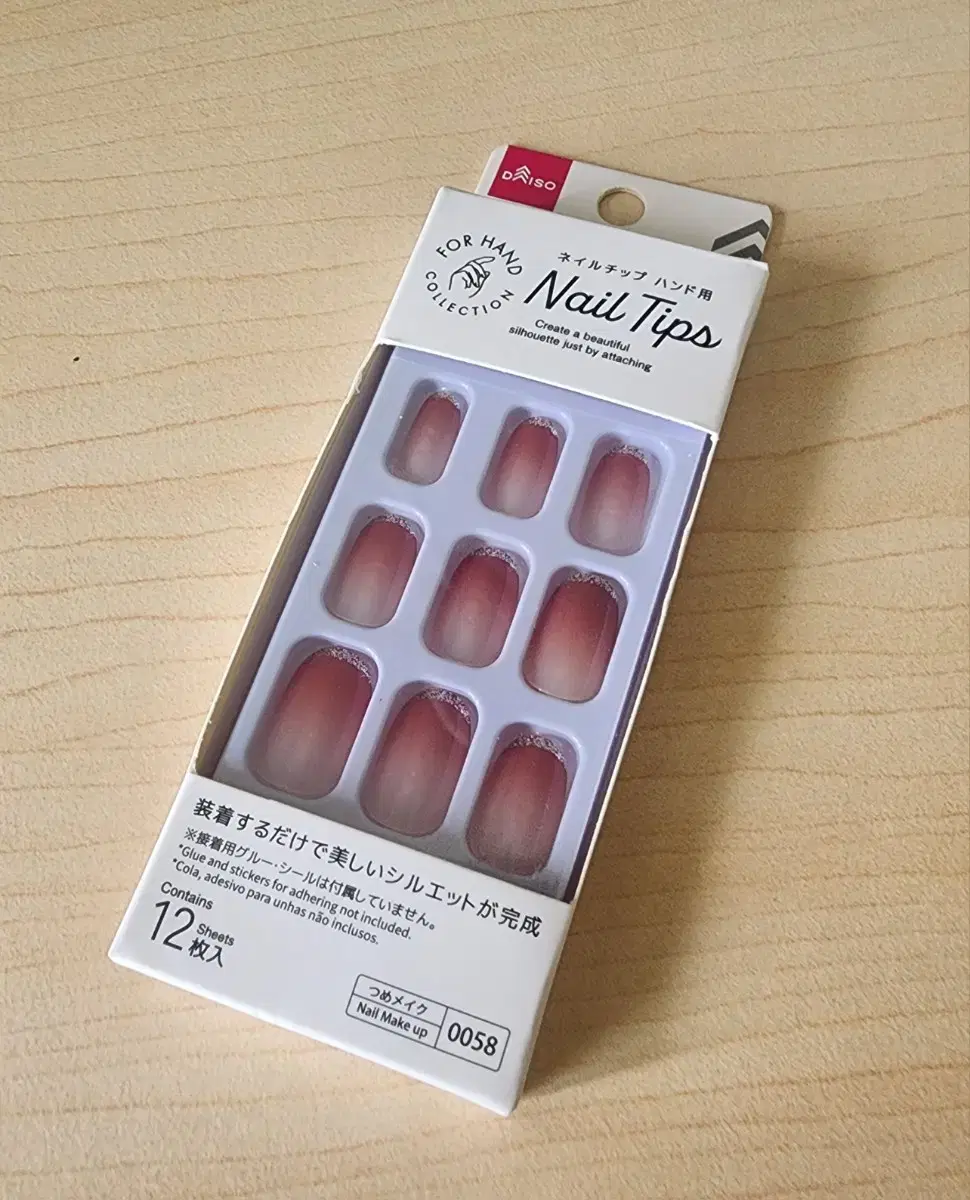 DAISO
FOR HAND
COLLECTION
ネイルチップ ハンド用
Nail Tips
Create a beautiful
silhouette just by attaching
装着するだけで美しいシルエットが完成
※接着用グルー・シールは付属していません。
*Glue and stickers for adhering not included.
*Cola, adesivo para unhas não inclusos.
Contains
12 Sheets
枚入
つめメイク
Nail Make up
0058